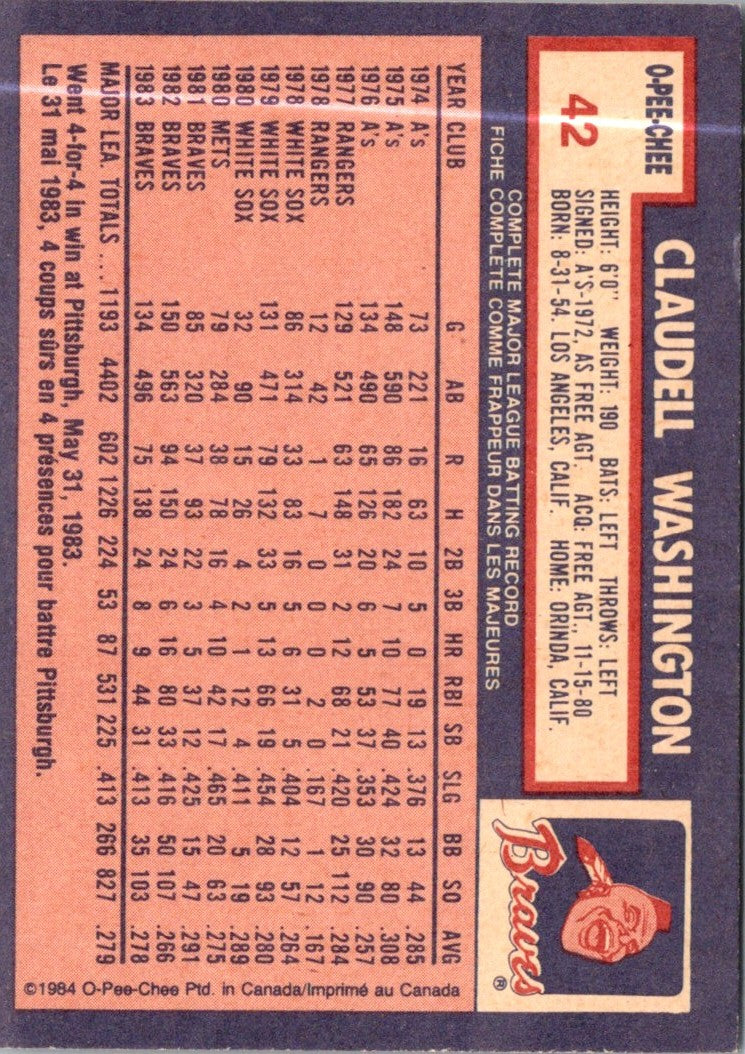 O-PEE-CHEE
42
CLAUDELL WASHINGTON
HEIGHT: 6'0" WEIGHT: 190 BATS: LEFT THROWS: LEFT
SIGNED: A'S-1972, AS FREE AGT. ACQ: FREE AGT., 11-15-80
BORN: 8-31-54, LOS ANGELES, CALIF. HOME: ORINDA, CALIF.
Braves ®
COMPLETE MAJOR LEAGUE BATTING RECORD
FICHE COMPLETE COMME FRAPPEUR DANS LES MAJEURES
YEAR CLUB G AB R H 2B 3B HR RBI SB SLG BB SO AVG
1974 A's 73 221 16 63 10 5 0 19 13 .376 13 44 .285
1975 A's 148 590 86 182 24 7 10 77 40 .424 32 80 .308
1976 A's 134 490 65 126 20 6 5 53 37 .353 30 90 .257
1977 RANGERS 129 521 63 148 31 2 12 68 21 .420 25 112 .284
1978 RANGERS 12 42 1 7 0 0 0 2 0 .167 1 12 .167
1978 WHITE SOX 86 314 33 83 16 5 6 31 5 .404 12 57 .264
1979 WHITE SOX 131 471 79 132 33 5 13 66 19 .454 28 93 .280
1980 WHITE SOX 32 90 15 26 4 2 1 12 4 .411 5 19 .289
1980 METS 79 284 38 78 16 4 10 42 17 .465 20 63 .275
1981 BRAVES 85 320 37 93 22 3 5 37 12 .425 15 47 .291
1982 BRAVES 150 563 94 150 24 6 16 80 33 .416 50 107 .266
1983 BRAVES 134 496 75 138 24 8 9 44 31 .413 35 103 .278
MAJOR LEA. TOTALS .... 1193 4402 602 1226 224 53 87 531 225 .413 266 827 .279
Went 4-for-4 in win at Pittsburgh, May 31, 1983.
Le 31 mai 1983, 4 coups sûrs en 4 présences pour battre Pittsburgh.
©1984 O-Pee-Chee Ptd. in Canada/Imprimé au Canada